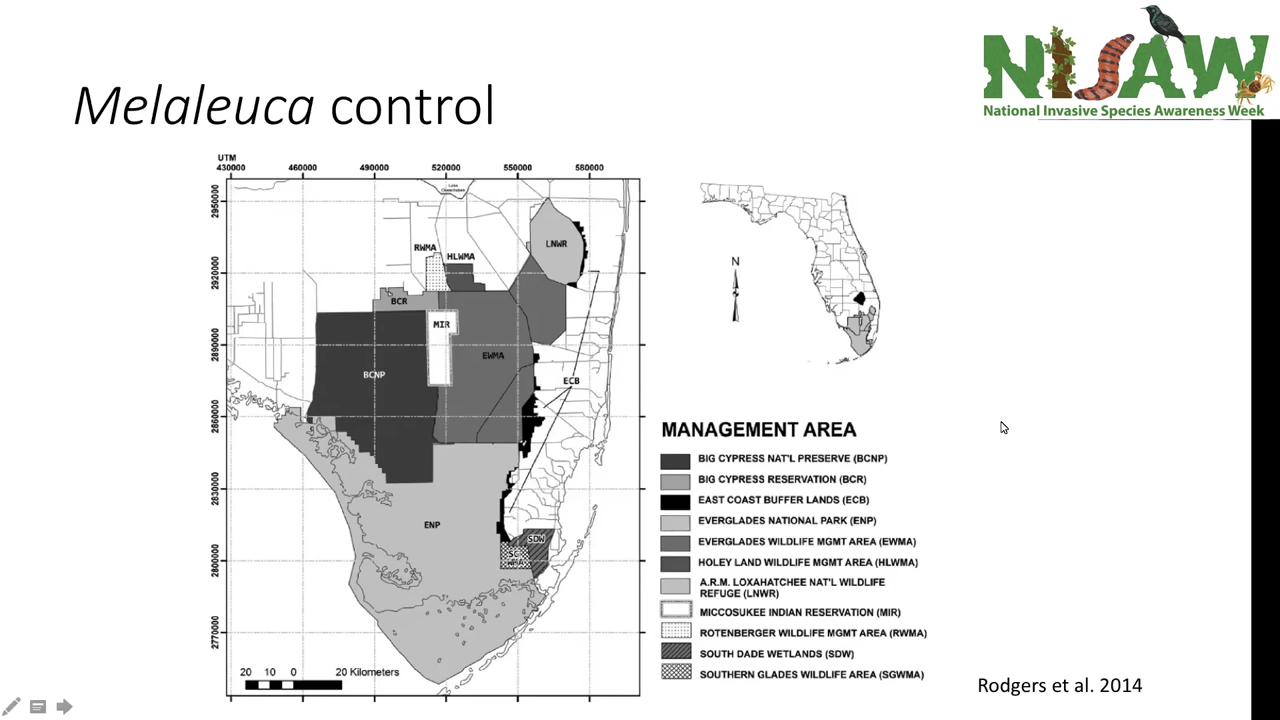 NISAW
National Invasive Species Awareness Week
Melaleuca control
UTM
430000 460000 490000 520000 550000 580000
2950000
2920000
2890000
2860000
2830000
2800000
2770000
Lake
Okeechobee
LNWR
RWMA
HLWMA
BCR
MIR
EWMA
BCNP
ECB
ENP
SDW
20 10 0 20 Kilometers
N
MANAGEMENT AREA
BIG CYPRESS NAT'L PRESERVE (BCNP)
BIG CYPRESS RESERVATION (BCR)
EAST COAST BUFFER LANDS (ECB)
EVERGLADES NATIONAL PARK (ENP)
EVERGLADES WILDLIFE MGMT AREA (EWMA)
HOLEY LAND WILDLIFE MGMT AREA (HLWMA)
A.R.M. LOXAHATCHEE NAT'L WILDLIFE
REFUGE (LNWR)
MICCOSUKEE INDIAN RESERVATION (MIR)
ROTENBERGER WILDLIFE MGMT AREA (RWMA)
SOUTH DADE WETLANDS (SDW)
SOUTHERN GLADES WILDLIFE AREA (SGWMA)
Rodgers et al. 2014